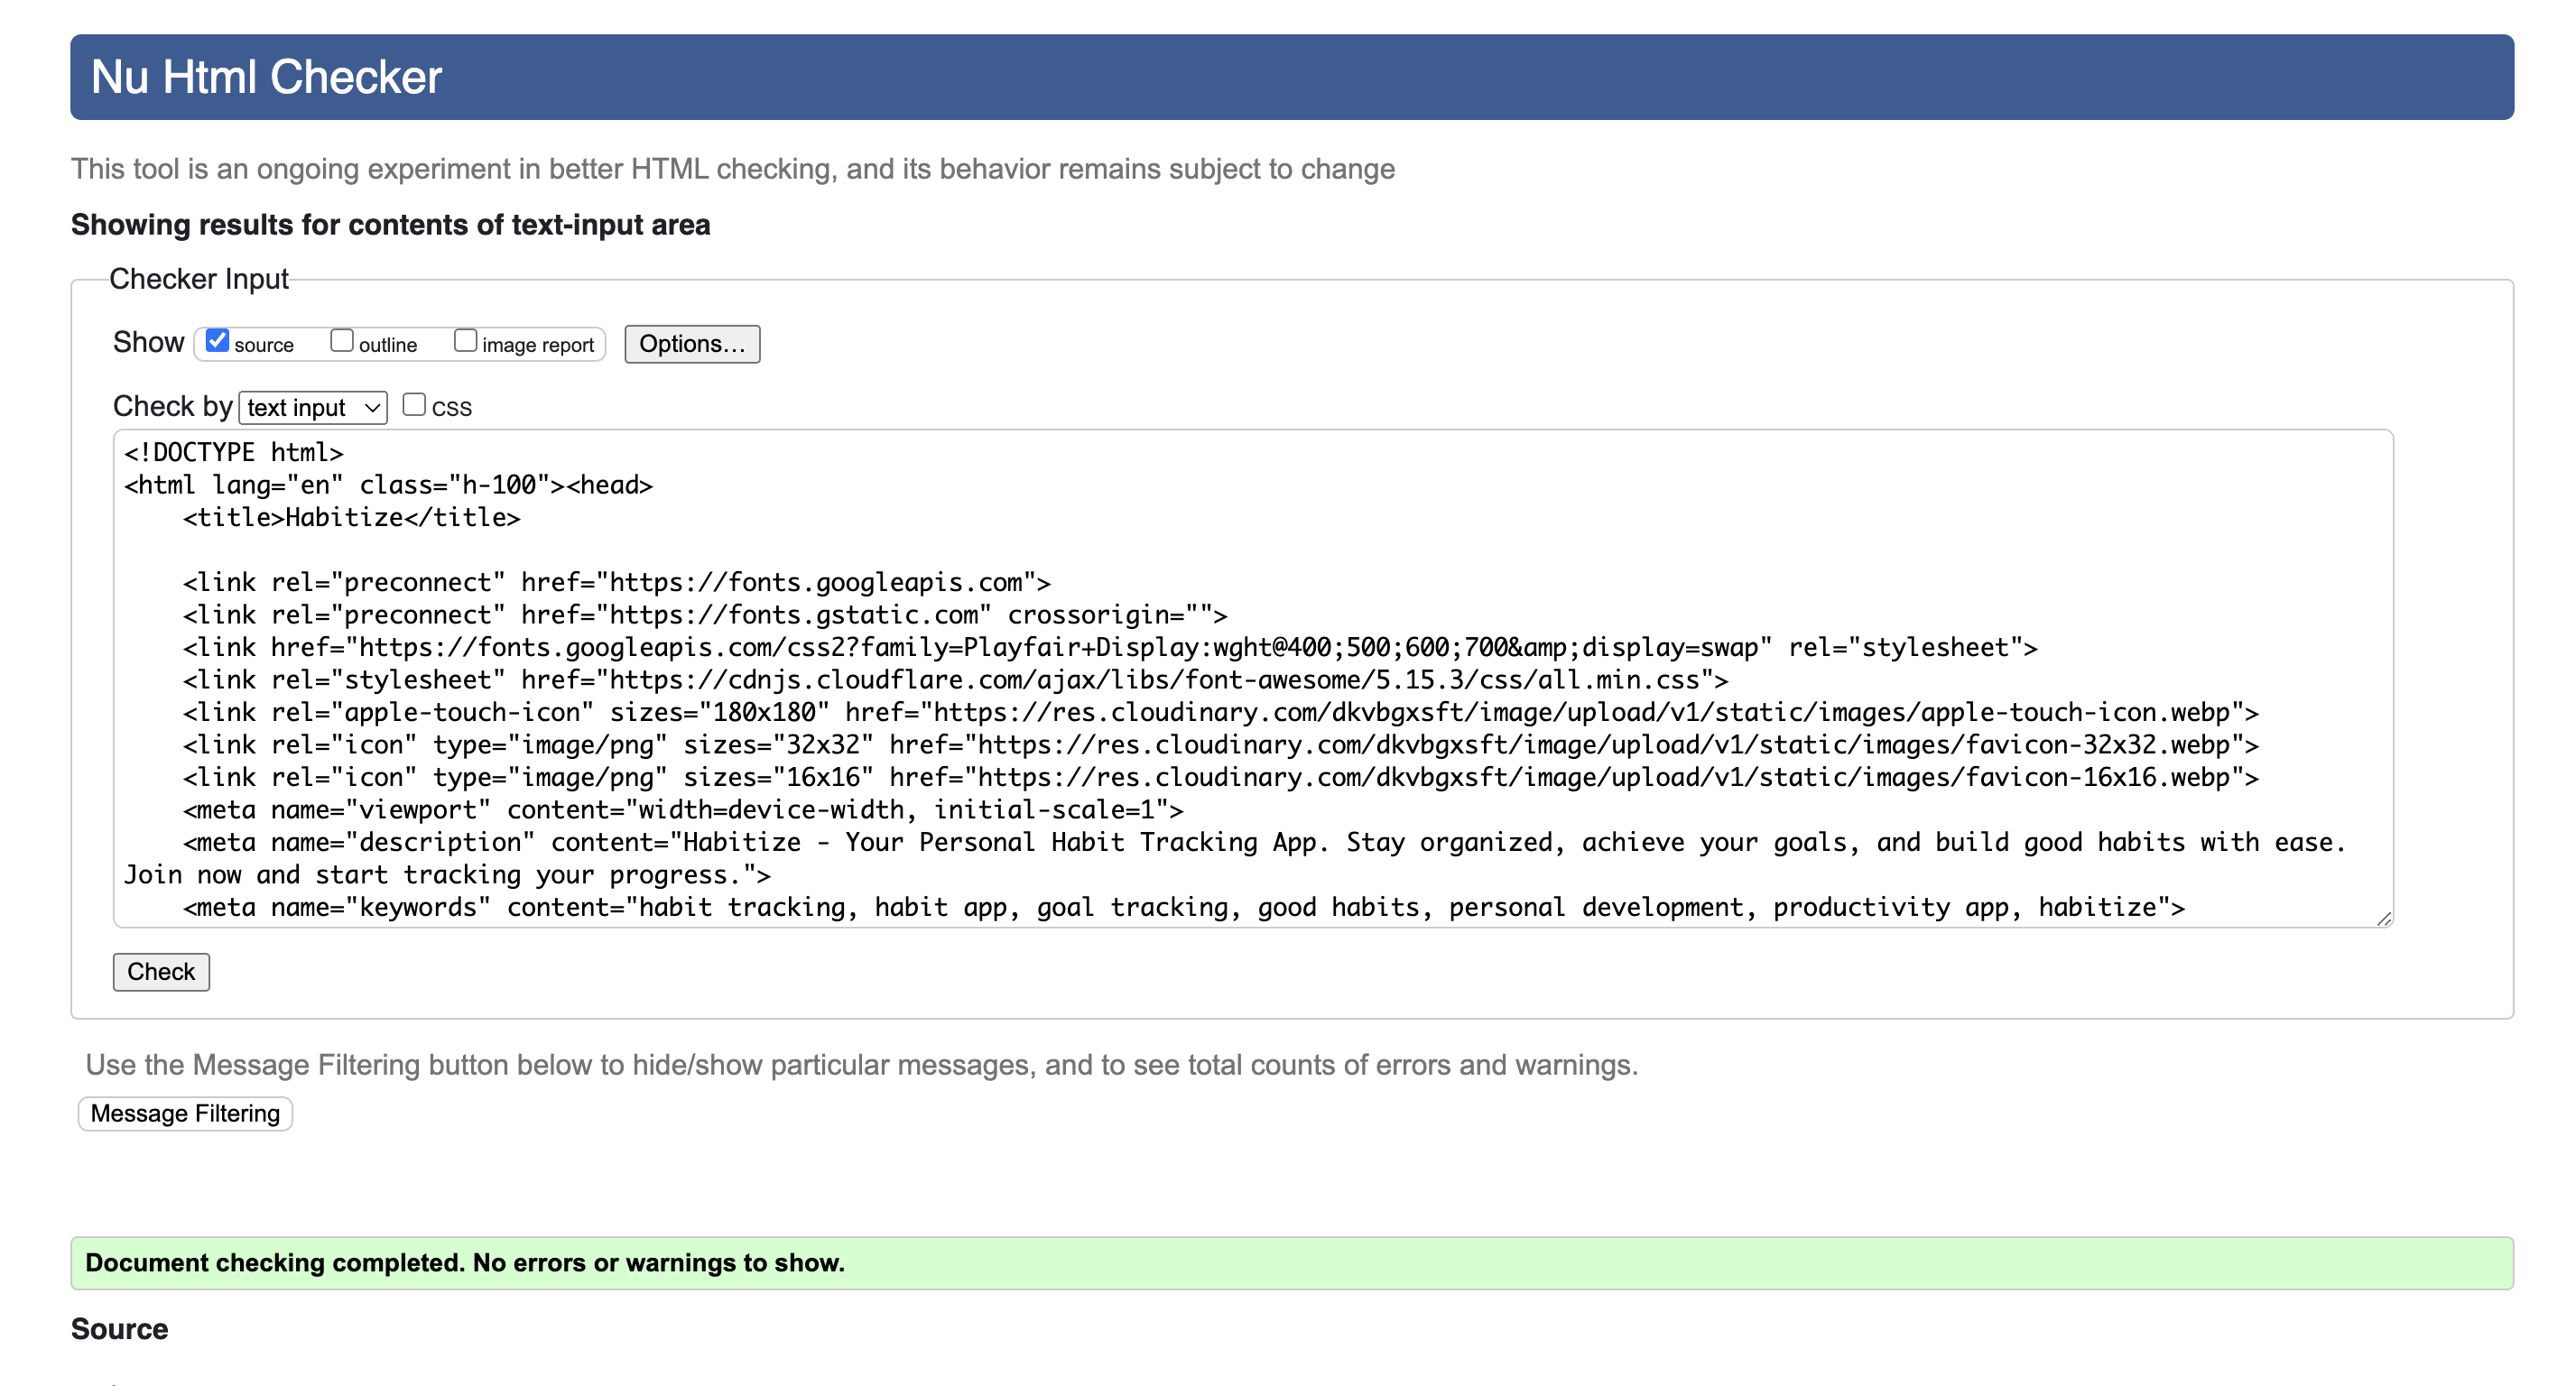 Nu Html Checker
This tool is an ongoing experiment in better HTML checking, and its behavior remains subject to change
Showing results for contents of text-input area
Checker Input
Show source outline image report Options...
Check by text input CSS
<!DOCTYPE html>
<html lang="en" class="h-100"><head>
    <title>Habitize</title>
    <link rel="preconnect" href="https://fonts.googleapis.com">
    <link rel="preconnect" href="https://fonts.gstatic.com" crossorigin="">
    <link href="https://fonts.googleapis.com/css2?family=Playfair+Display:wght@400;500;600;700&amp;display=swap" rel="stylesheet">
    <link rel="stylesheet" href="https://cdnjs.cloudflare.com/ajax/libs/font-awesome/5.15.3/css/all.min.css">
    <link rel="apple-touch-icon" sizes="180x180" href="https://res.cloudinary.com/dkvbgxsft/image/upload/v1/static/images/apple-touch-icon.webp">
    <link rel="icon" type="image/png" sizes="32x32" href="https://res.cloudinary.com/dkvbgxsft/image/upload/v1/static/images/favicon-32x32.webp">
    <link rel="icon" type="image/png" sizes="16x16" href="https://res.cloudinary.com/dkvbgxsft/image/upload/v1/static/images/favicon-16x16.webp">
    <meta name="viewport" content="width=device-width, initial-scale=1">
    <meta name="description" content="Habitize - Your Personal Habit Tracking App. Stay organized, achieve your goals, and build good habits with ease.
Join now and start tracking your progress.">
    <meta name="keywords" content="habit tracking, habit app, goal tracking, good habits, personal development, productivity app, habitize">
Check
Use the Message Filtering button below to hide/show particular messages, and to see total counts of errors and warnings.
Message Filtering
Document checking completed. No errors or warnings to show.
Source